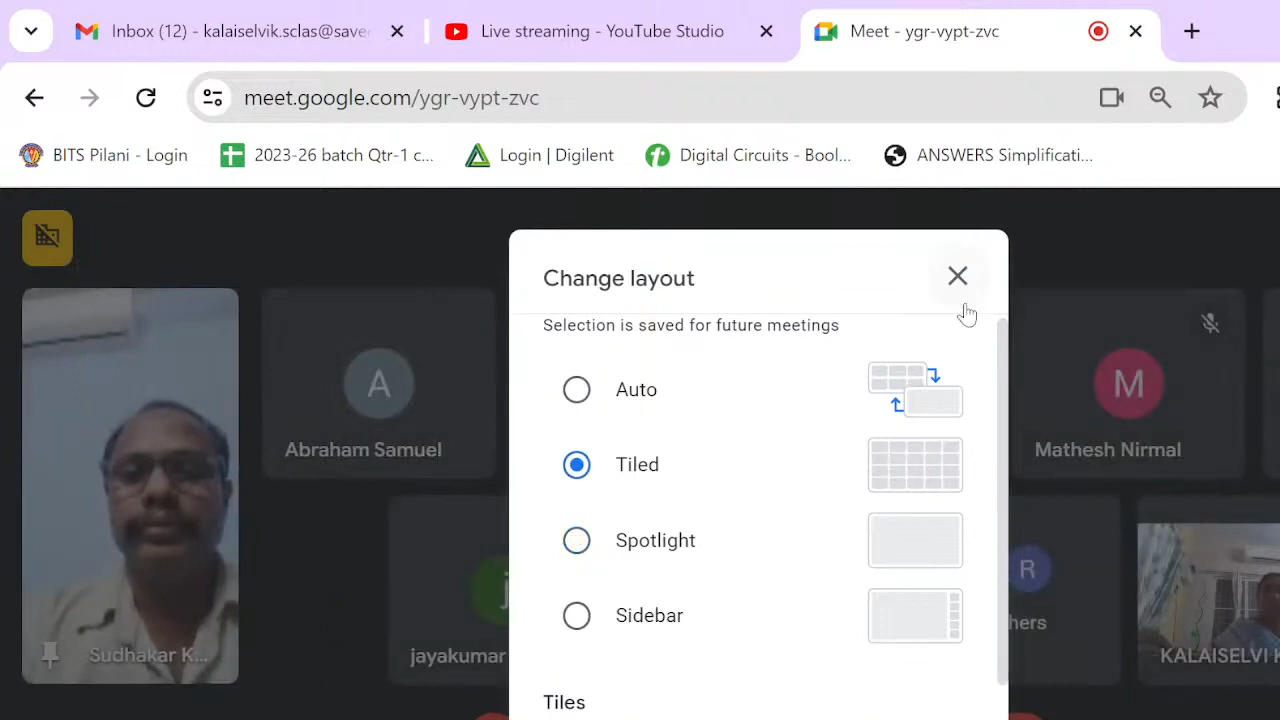 Inbox (12) - kalaiselvik.sclas@save
Live streaming - YouTube Studio
Meet - ygr-vypt-zvc
meet.google.com/ygr-vypt-zvc
BITS Pilani - Login
2023-26 batch Qtr-1 c...
Login | Digilent
Digital Circuits - Bool...
ANSWERS Simplificati...
Change layout
Selection is saved for future meetings
Auto
Tiled
Spotlight
Sidebar
Tiles
A
Abraham Samuel
M
Mathesh Nirmal
Sudhakar K...
j
jayakumar
R
hers
KALAISELVI K